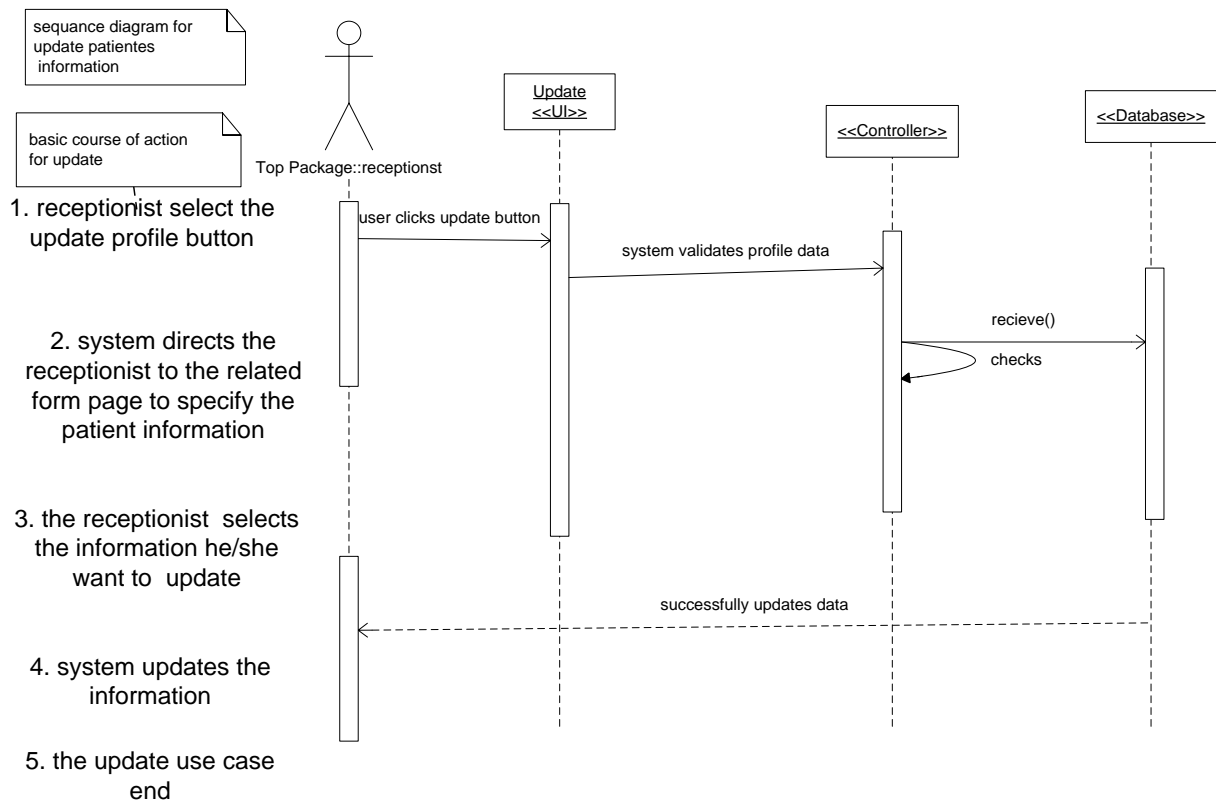 sequance diagram for
update patientes
information
basic course of action
for update
Top Package::receptionst
Update
<<UI>>
<<Controller>>
<<Database>>
1. receptionist select the
update profile button
user clicks update button
system validates profile data
recieve()
checks
2. system directs the
receptionist to the related
form page to specify the
patient information
3. the receptionist selects
the information he/she
want to update
successfully updates data
4. system updates the
information
5. the update use case
end